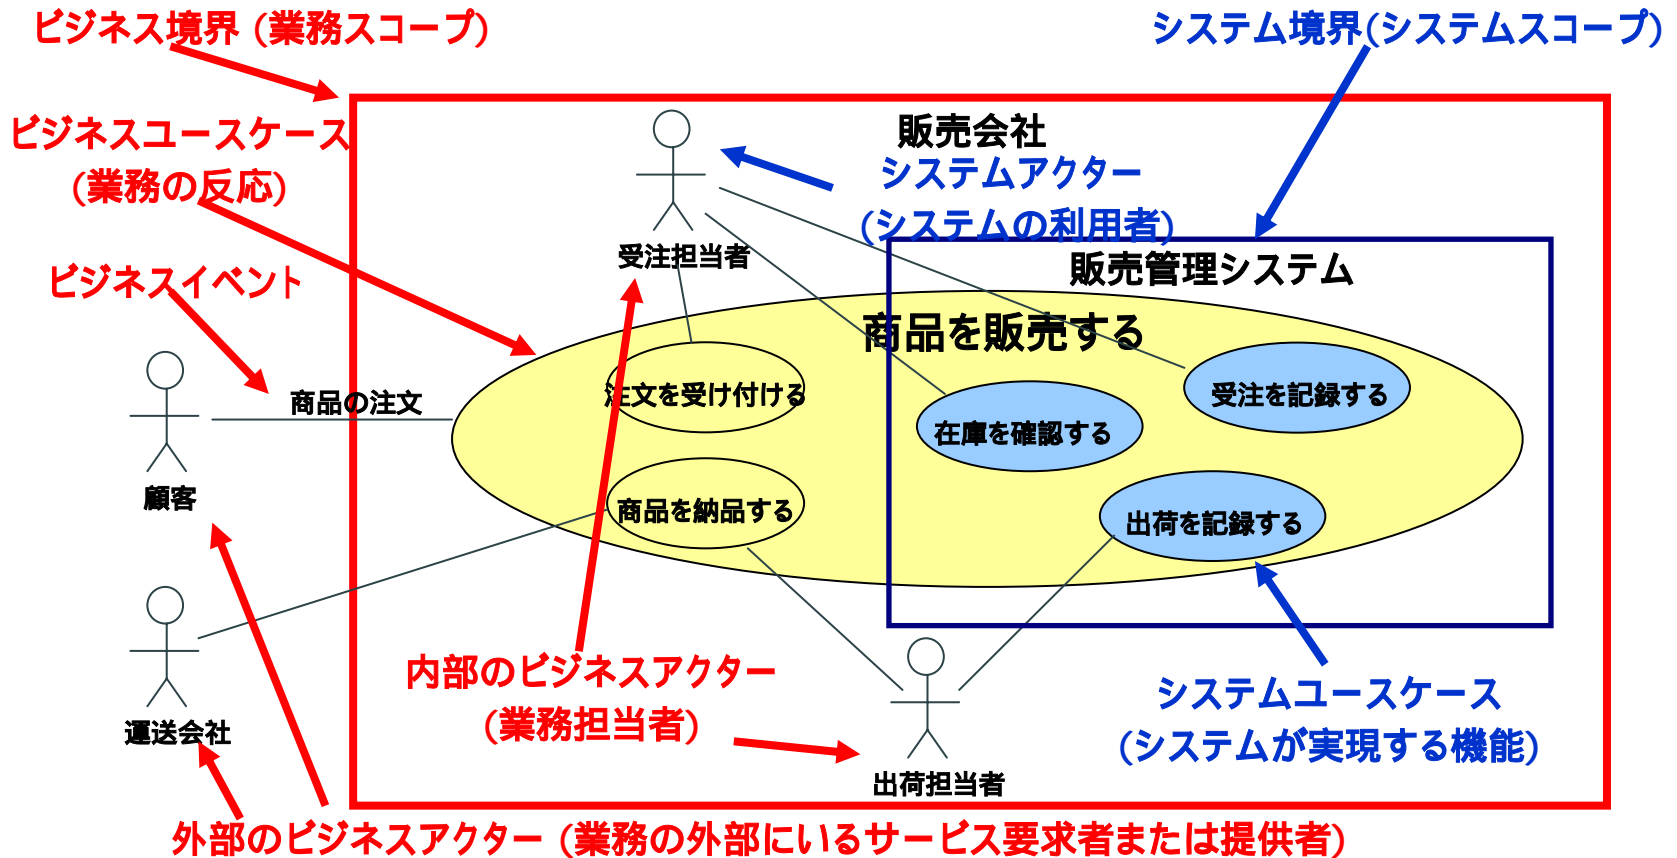 ビジネス境界（業務スコープ）
システム境界（システムスコープ）
ビジネスユースケース
（業務の反応）
販売会社
システムアクター
（システムの利用者）
受注担当者
販売管理システム
ビジネスイベント
商品を販売する
商品の注文
注文を受け付ける
受注を記録する
在庫を確認する
顧客
商品を納品する
出荷を記録する
運送会社
内部のビジネスアクター
（業務担当者）
システムユースケース
（システムが実現する機能）
出荷担当者
外部のビジネスアクター（業務の外部にいるサービス要求者または提供者）